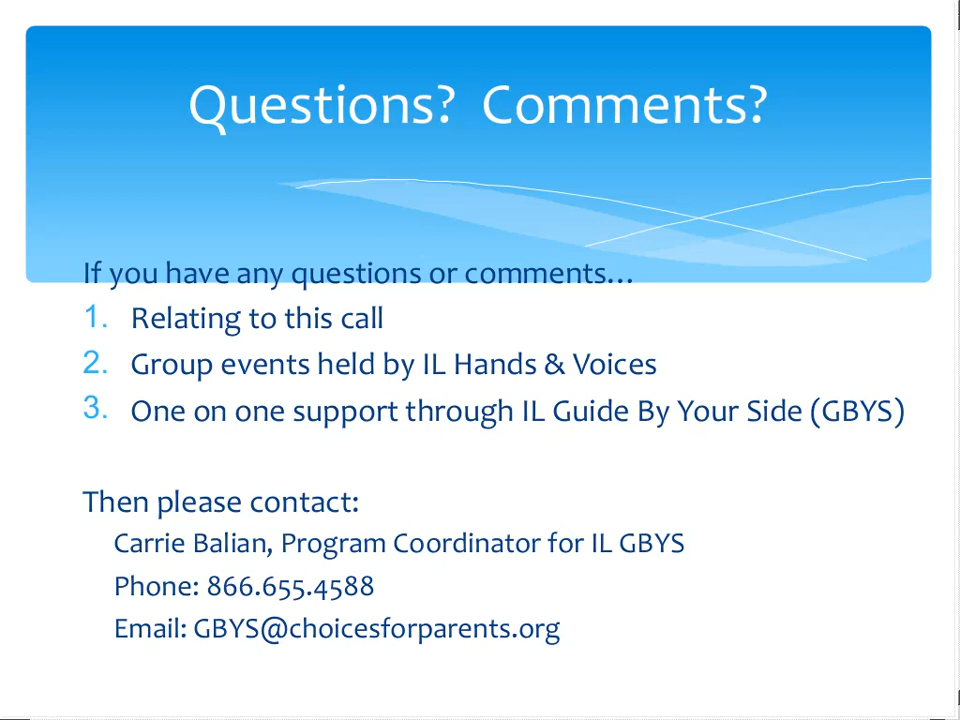 Questions? Comments?
If you have any questions or comments…
1. Relating to this call
2. Group events held by IL Hands & Voices
3. One on one support through IL Guide By Your Side (GBYS)
Then please contact:
Carrie Balian, Program Coordinator for IL GBYS
Phone: 866.655.4588
Email: GBYS@choicesforparents.org